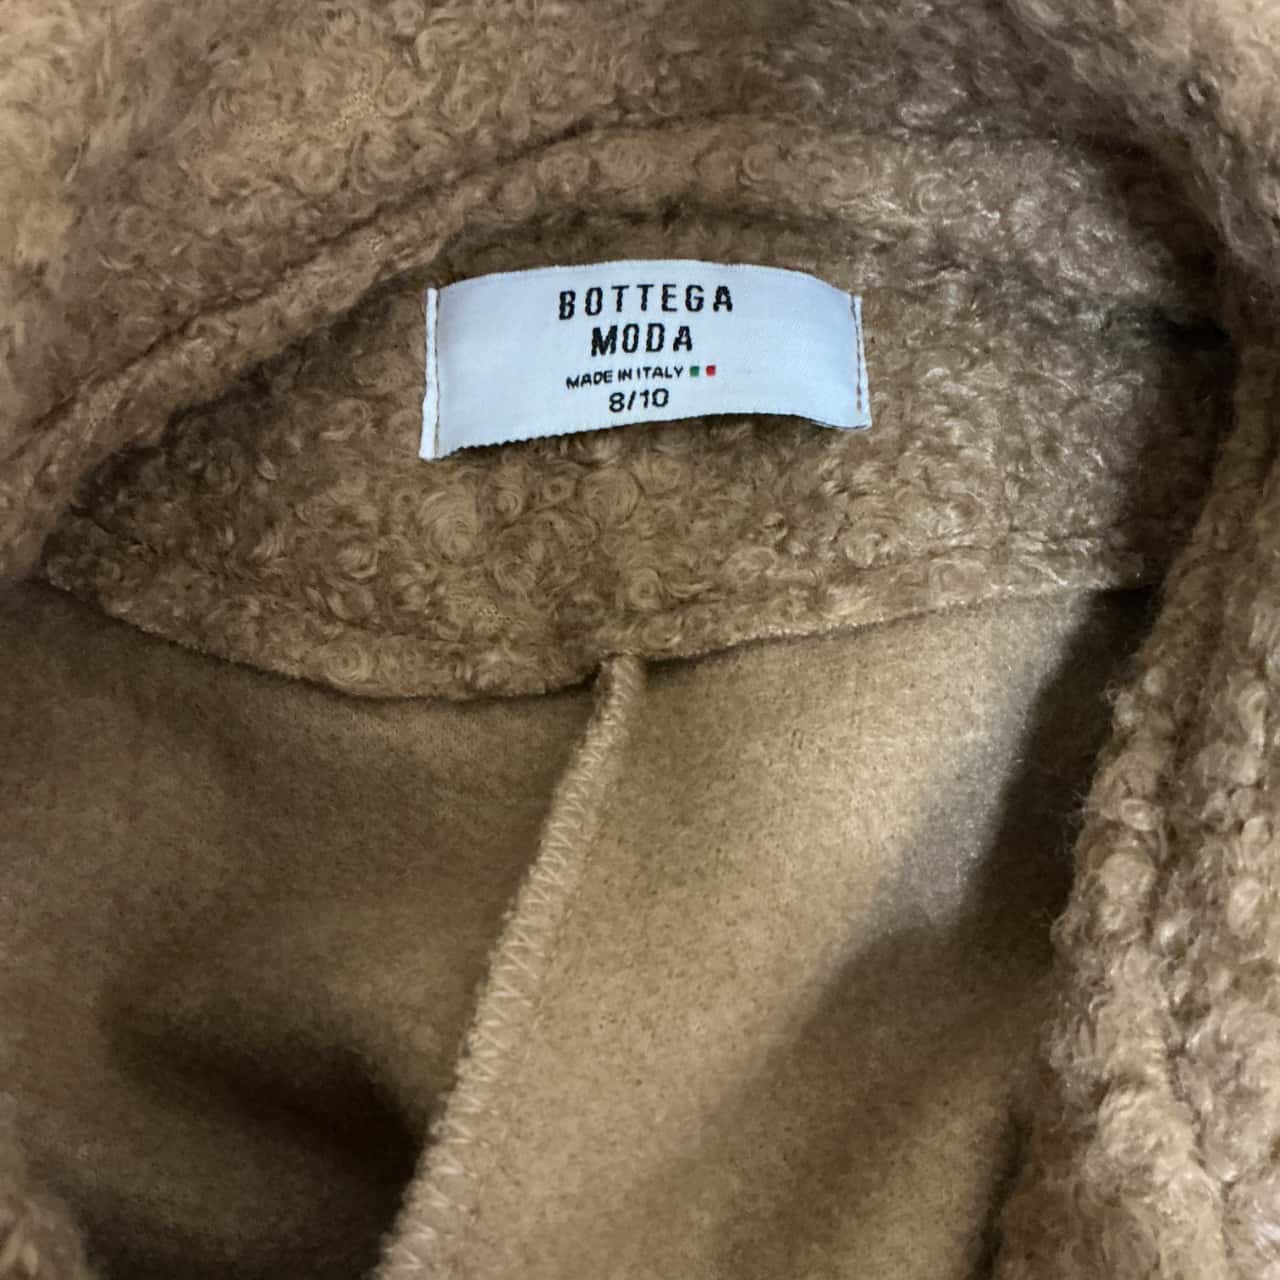 BOTTEGA
MODA
MADE IN ITALY
8/10